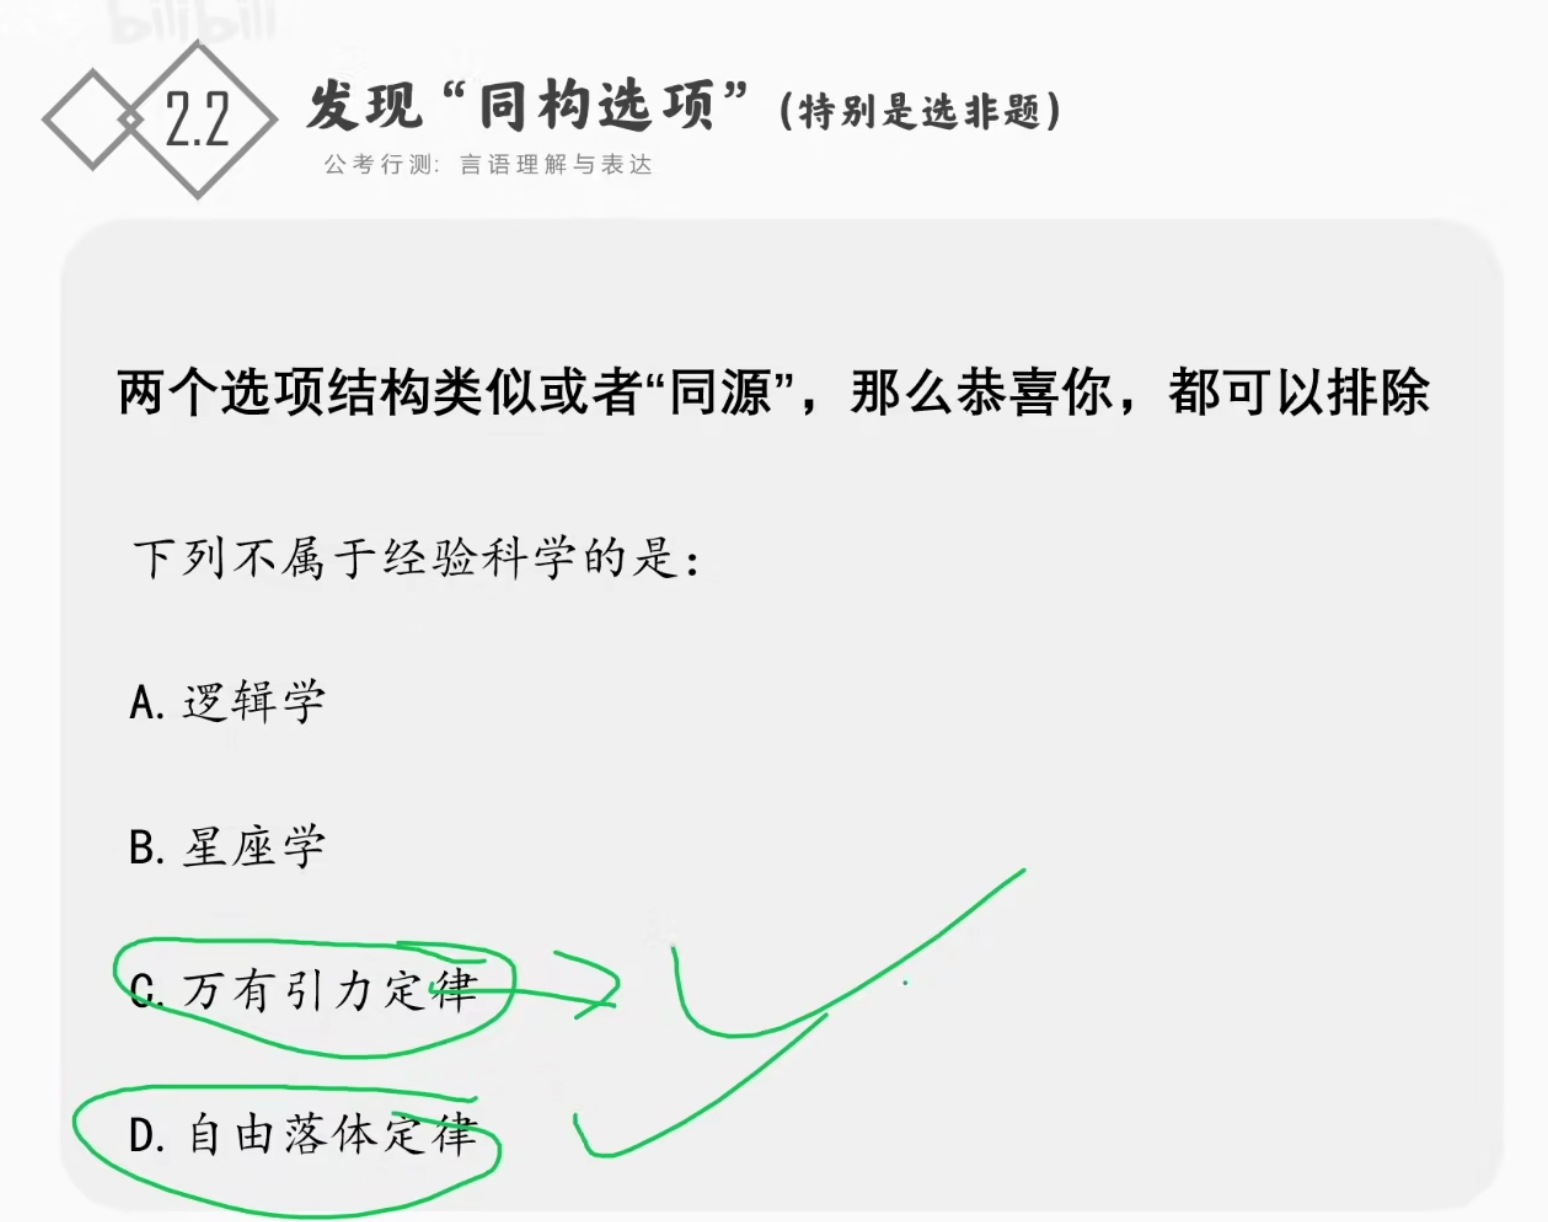 bilibili
2.2
发现“同构选项”(特别是选非题)
公考行测: 言语理解与表达
两个选项结构类似或者“同源”，那么恭喜你，都可以排除
下列不属于经验科学的是：
A. 逻辑学
B. 星座学
C. 万有引力定律
D. 自由落体定律